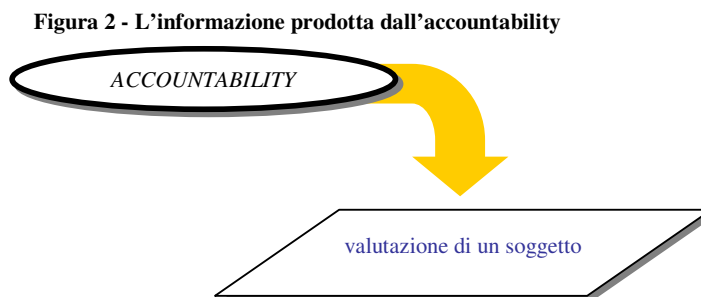 Figura 2 - L’informazione prodotta dall’accountability
ACCOUNTABILITY
valutazione di un soggetto